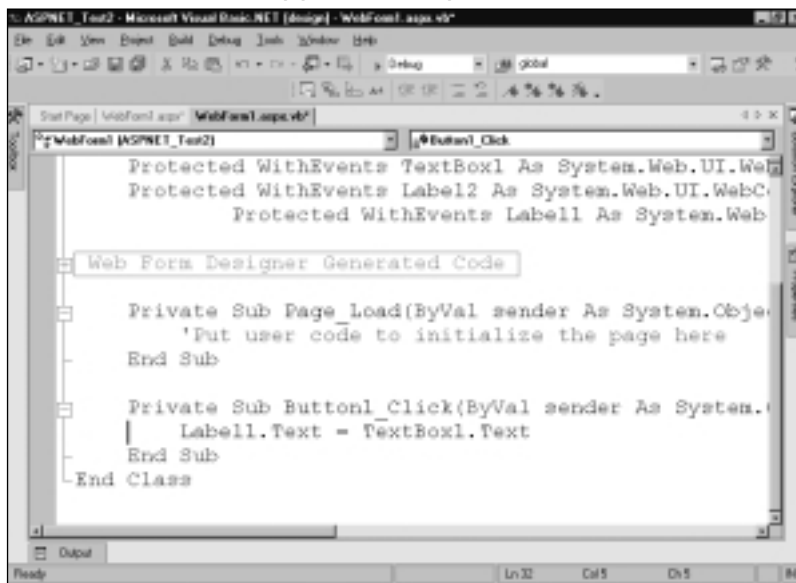 ASPNET_Test2 - Microsoft Visual Basic.NET [design] - WebForm1.aspx.vb*
File Edit View Project Build Debug Tools Window Help
Debug global
Start Page | WebForm1.aspx* WebForm1.aspx.vb*
WebForm1 (ASPNET_Test2) Button1_Click
Toolbox
Protected WithEvents TextBox1 As System.Web.UI.Web
Protected WithEvents Label2 As System.Web.UI.WebC
Protected WithEvents Label1 As System.Web
Web Form Designer Generated Code
Private Sub Page_Load(ByVal sender As System.Obje
'Put user code to initialize the page here
End Sub
Private Sub Button1_Click(ByVal sender As System.
Label1.Text = TextBox1.Text
End Sub
End Class
Output
Ready Ln 32 Col 5 Ch 5